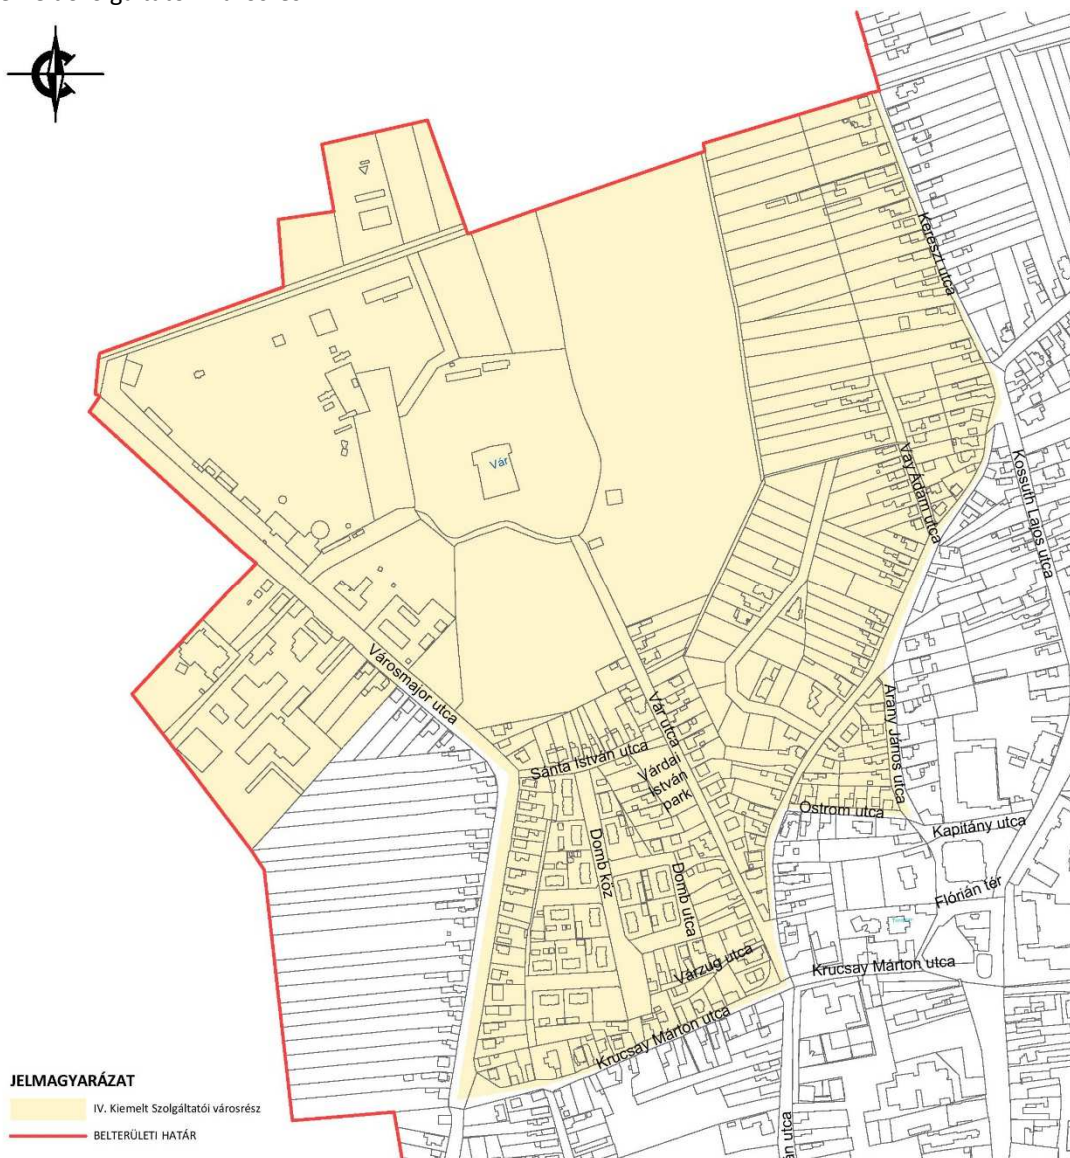 Vár
Kereszt utca
Vay Ádám utca
Kossuth Lajos utca
Városmajor utca
Vár utca
Sánta István utca
Várdai
István
park
Arany János utca
Ostrom utca
Kapitány utca
Domb köz
Domb utca
Flórián tér
Várzug utca
Krucsay Márton utca
Krucsay Márton utca
utca
JELMAGYARÁZAT
IV. Kiemelt Szolgáltatói városrész
BELTERÜLETI HATÁR